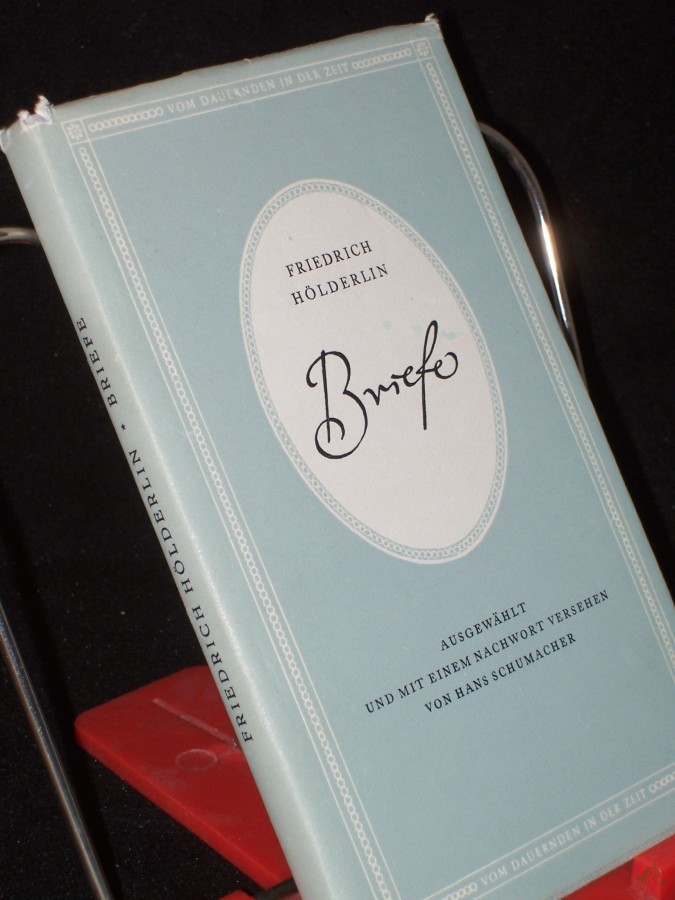 VOM DAUERNDEN IN DER ZEIT
FRIEDRICH
HÖLDERLIN
Briefe
AUSGEWÄHLT
UND MIT EINEM NACHWORT VERSEHEN
VON HANS SCHUMACHER
VOM DAUERNDEN IN DER ZEIT
FRIEDRICH HÖLDERLIN * BRIEFE